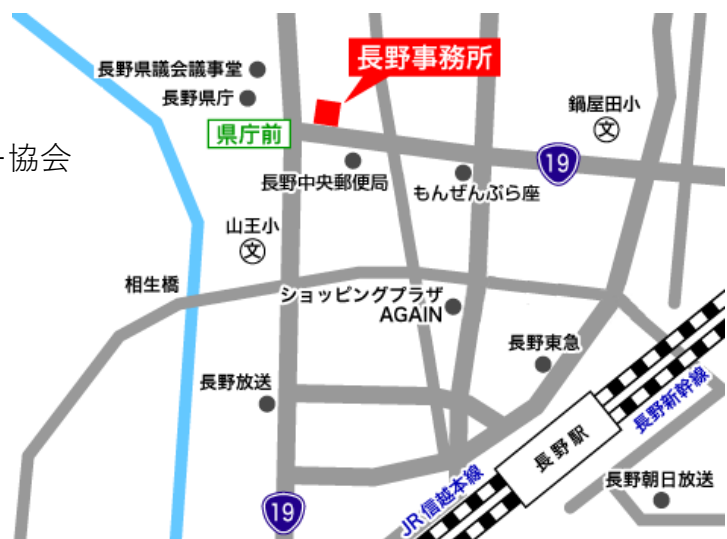 長野事務所
長野県議会議事堂
長野県庁
鍋屋田小
文
県庁前
協会
19
長野中央郵便局
もんぜんぷら座
山王小
文
相生橋
ショッピングプラザ
AGAIN
長野東急
長野放送
長野新幹線
長野駅
JR信越本線
長野朝日放送
19